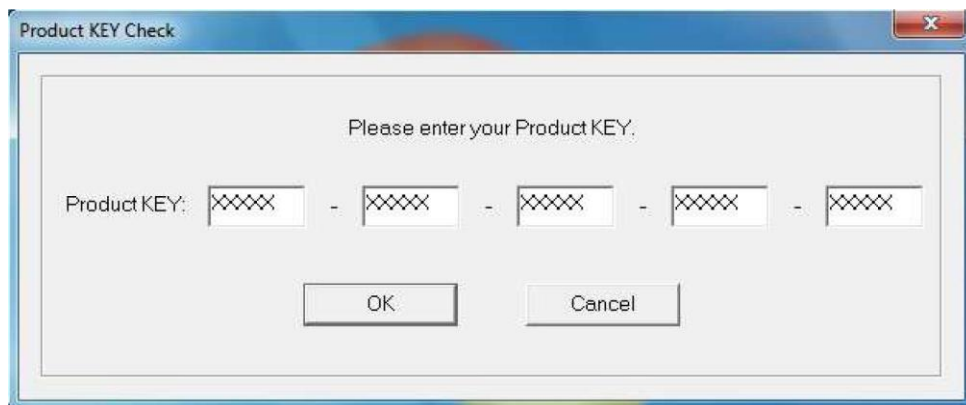 Product KEY Check
Please enter your Product KEY.
Product KEY: XXXXX - XXXXX - XXXXX - XXXXX - XXXXX
OK Cancel